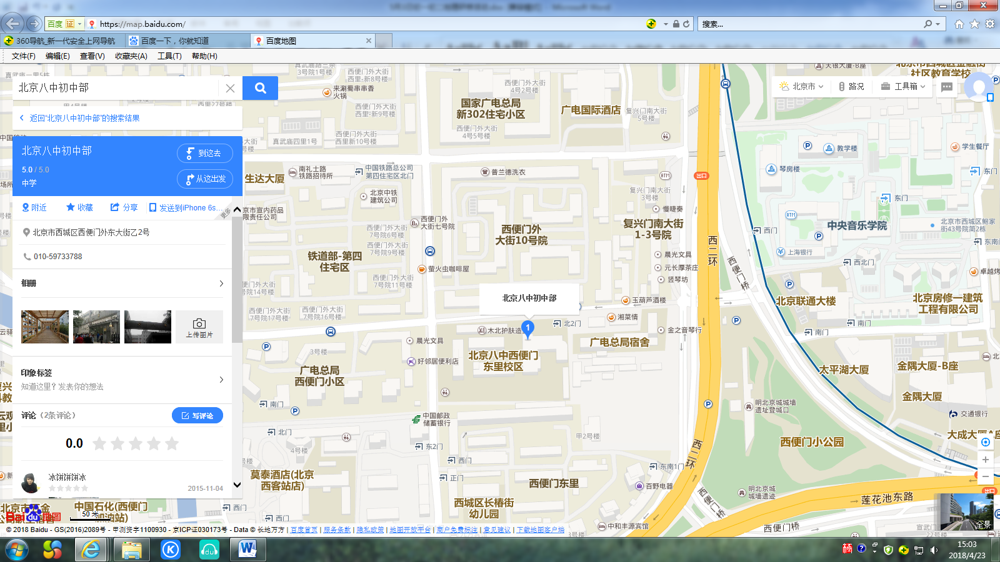 百度
证
https://map.baidu.com/
搜索...
360导航_新一代安全上网导航
百度一下，你就知道
百度地图
文件(F) 编辑(E) 查看(V) 收藏夹(A) 工具(T) 帮助(H)
北京八中初中部
返回“北京八中初中部”的搜索结果
北京八中初中部
5.0 / 5.0
中学
到这去
从这出发
附近
收藏
分享
发送到iPhone 6s...
更多
北京市西城区西便门外东大街乙2号
010-59733788
相册
上传图片
印象标签
知道这里？发表你的想法
评论（2条评论）
写评论
0.0
冰饼饼饼冰
2015-11-04
北京市
路况
工具箱
天银大厦-B座
社区教育学校
真武庙一里5栋
3号院1号楼
西便门外大街
西里-新8号楼
来涮蜀串串香
火锅
西便门外大街
西里-新9号楼
西便门外大街
西里新10号楼
真武庙四里1号
国家广电总局
新302住宅小区
西便门外大街
4号2号楼
西便门外大街
4号5号楼
广电国际酒店
复兴门南大街
5号楼
教学楼
琴房楼
学生餐厅
东门
生达大厦
南礼士路
铁路招待所
中国铁路总公司
第四住宅区北门
北京中铁
建筑公司
普兰德洗衣
ATM
出口
复兴门南大街
3号楼
慢睫奏
京市宣内药品
限责任公司
西便门外
大街七号院
西便门外大街
7号院6号楼
西便门外大街
7号院9号楼
西便门外
大街10号院
复兴门南大街
1-3号院
东门
ATM
西门
中央音乐学院
北京市西城区鲍家
街43号院简2栋
东南门
上海银行
西北门
铁道部-第四
住宅区
萤火虫咖啡屋
西便门外大街
7号院11号楼
晨光文具
元长厚茶庄
竖琴坊
西二环
西便门桥
卓越烤
西便门外大街
7号院17号楼
西便门外大街
7号院16号楼
北京八中初中部
1
玉葫芦酒楼
湘菜情
北2门
木北护肤造
金之音琴行
广电总局宿舍
北京联通大楼
北京房修一建筑
工程有限公司
南门
南门
晨光文具
3号楼
好邻居便利店
北京八中西便门
东里校区
广电总局
西便门小区
太平湖大厦
金隅大厦-B座
金隅大厦
交通银行
南门
北门
中国邮政
储蓄银行
明北京城城墙
遗址登城口
甲2号楼
西便门小公园
4号楼
东2门
西门
正门
莫泰酒店(北京
西客站店)
西便门东里
东南1门
百野电器
西二环
西便门桥
明北京城
城墙遗迹
莲花池东路
出口
中国石化(西便门
西门
西门
西城区长椿街
幼儿园
中和丰源宾馆
西便门桥
3号楼
宣武门西大街
全景
Bai du 地图
50 米
© 2018 Baidu - GS(2016)2089号 - 甲测资字1100930 - 京ICP证030173号 - Data © 长地万方 | 百度首页 | 服务条款 | 隐私政策 | 地图开放平台 | 商户免费标注 | 意见建议 | 下载地图客户端
15:03
2018/4/23